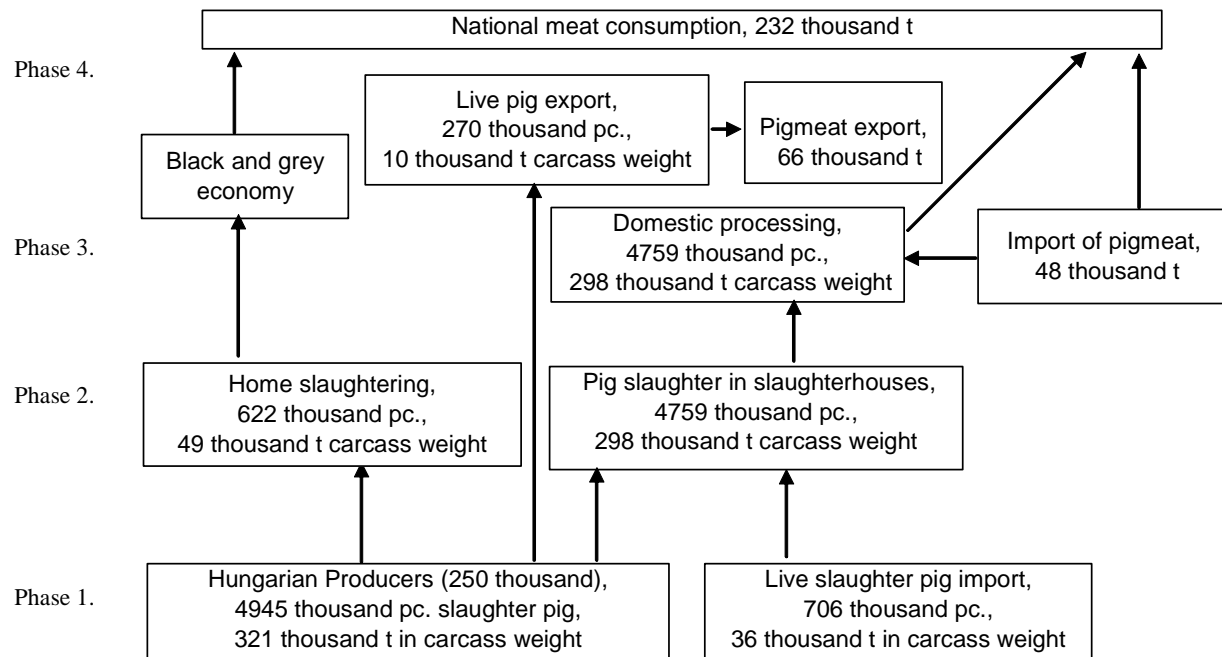 National meat consumption, 232 thousand t
Phase 4.
Live pig export,
270 thousand pc.,
10 thousand t carcass weight
Pigmeat export,
66 thousand t
Black and grey
economy
Phase 3.
Domestic processing,
4759 thousand pc.,
298 thousand t carcass weight
Import of pigmeat,
48 thousand t
Phase 2.
Home slaughtering,
622 thousand pc.,
49 thousand t carcass weight
Pig slaughter in slaughterhouses,
4759 thousand pc.,
298 thousand t carcass weight
Phase 1.
Hungarian Producers (250 thousand),
4945 thousand pc. slaughter pig,
321 thousand t in carcass weight
Live slaughter pig import,
706 thousand pc.,
36 thousand t in carcass weight